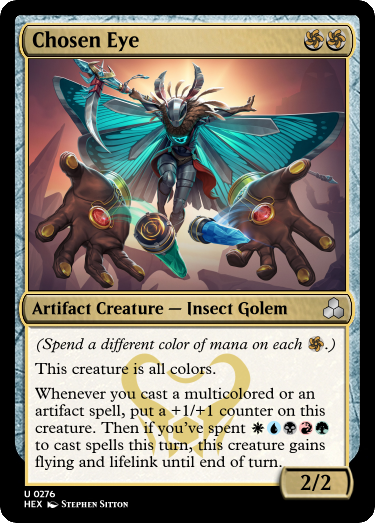 Chosen Eye
Artifact Creature — Insect Golem
(Spend a different color of mana on each .)
This creature is all colors.
Whenever you cast a multicolored or an
artifact spell, put a +1/+1 counter on this
creature. Then if you've spent
to cast spells this turn, this creature gains
flying and lifelink until end of turn.
2/2
U 0276
HEX Stephen Sitton